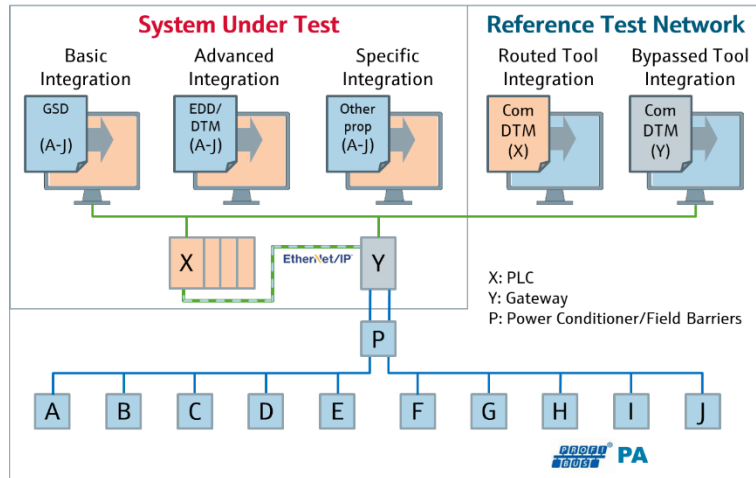 System Under Test
Reference Test Network
Basic
Integration
Advanced
Integration
Specific
Integration
Routed Tool
Integration
Bypassed Tool
Integration
GSD
(A-J)
EDD/
DTM
(A-J)
Other
prop
(A-J)
Com
DTM
(X)
Com
DTM
(Y)
X
EtherNet/IP
Y
X: PLC
Y: Gateway
P: Power Conditioner/Field Barriers
P
A
B
C
D
E
F
G
H
I
J
PROFI
BUS
® PA